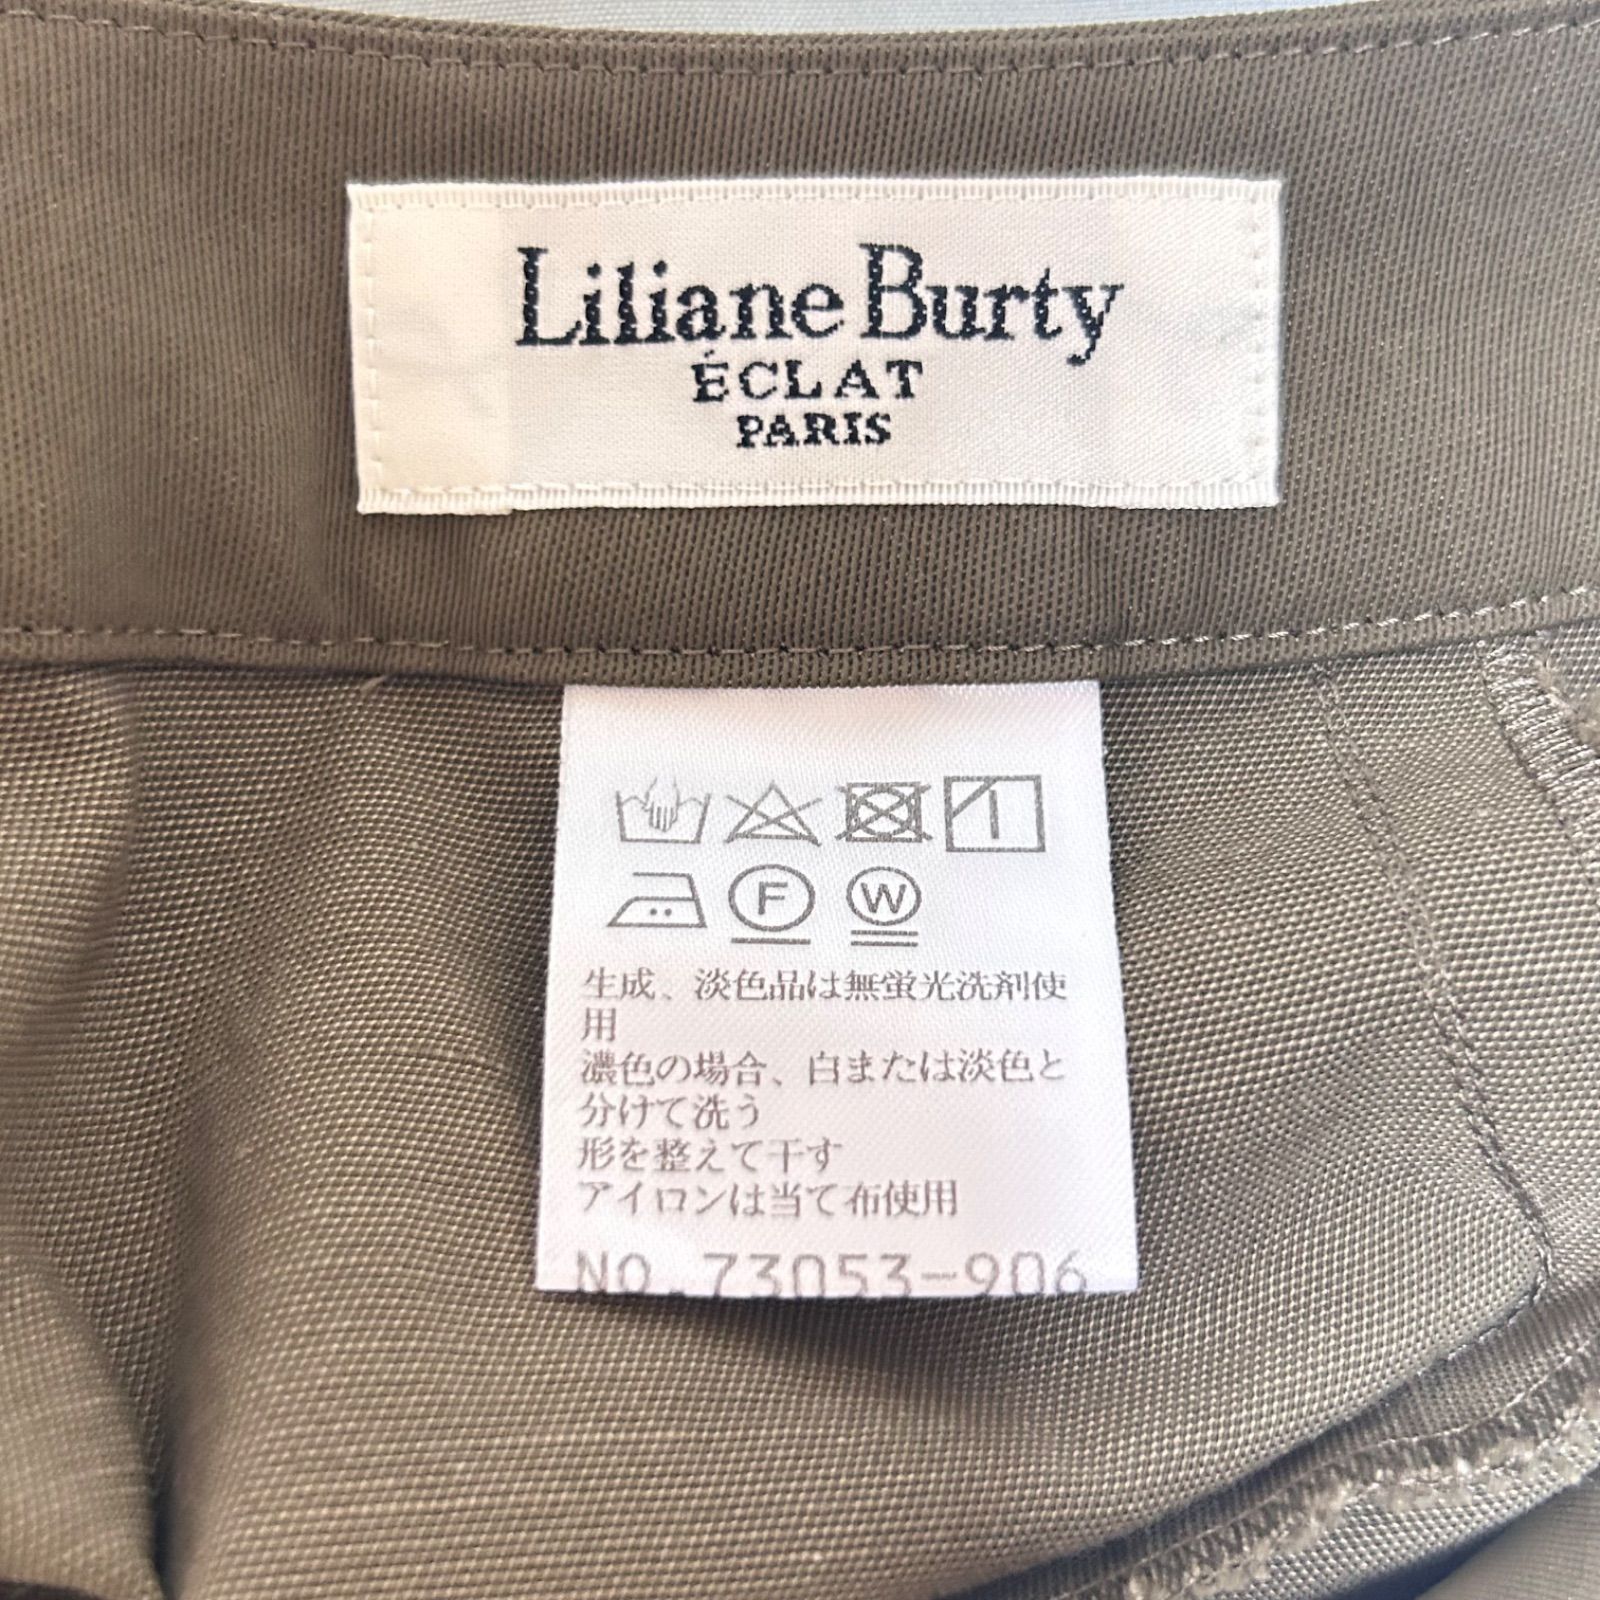 Liliane Burty
ÉCLAT
PARIS
F W
生成、淡色品は無蛍光洗剤使
用
濃色の場合、白または淡色と
分けて洗う
形を整えて干す
アイロンは当て布使用
NO.73053-906